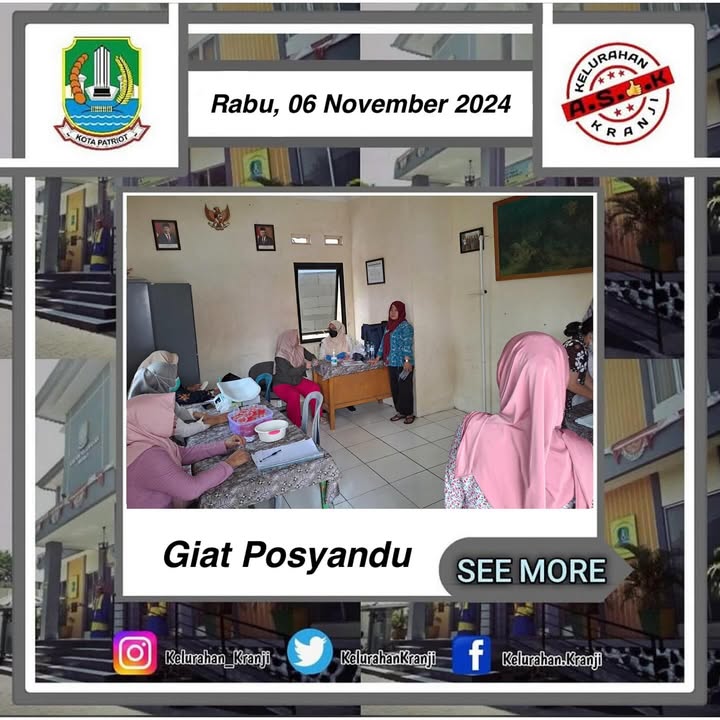 KOTA PATRIOT
Rabu, 06 November 2024
KELURAHAN
A.S.I.K
KRANJI
Giat Posyandu
SEE MORE
Kelurahan_Kranji
KelurahanKranji
Kelurahan.Kranji